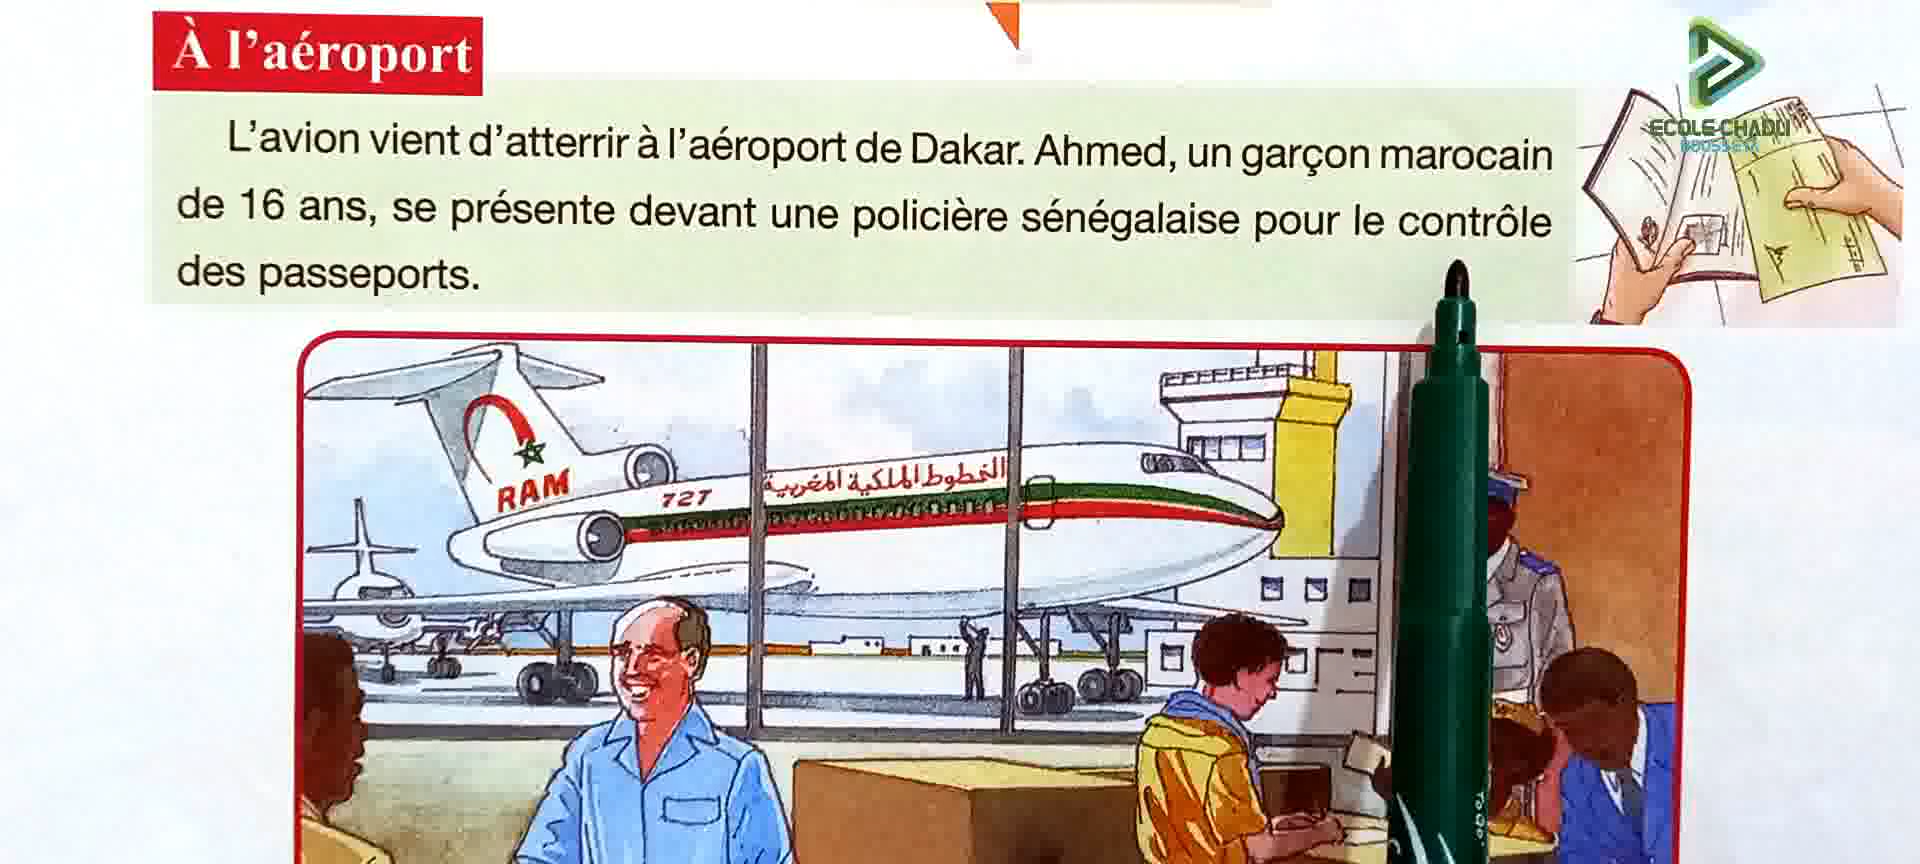 À l’aéroport
L’avion vient d’atterrir à l’aéroport de Dakar. Ahmed, un garçon marocain
de 16 ans, se présente devant une policière sénégalaise pour le contrôle
des passeports.
ECOLE CHADLI
BOUSSETA
RAM
727
الخطوط الملكية المغربية